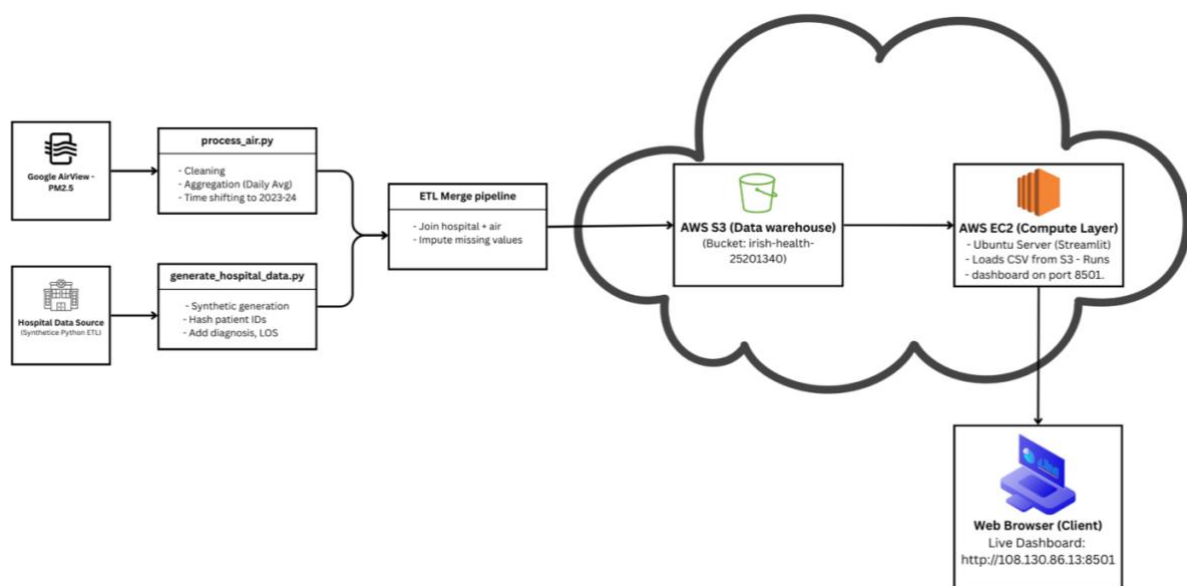 Google AirView -
PM2.5
process_air.py
- Cleaning
- Aggregation (Daily Avg)
- Time shifting to 2023-24
Hospital Data Source
(Synthetice Python ETL)
generate_hospital_data.py
- Synthetic generation
- Hash patient IDs
- Add diagnosis, LOS
ETL Merge pipeline
- Join hospital + air
- Impute missing values
AWS S3 (Data warehouse)
(Bucket: irish-health-
25201340)
AWS EC2 (Compute Layer)
- Ubuntu Server (Streamlit)
- Loads CSV from S3 - Runs
- dashboard on port 8501.
Web Browser (Client)
Live Dashboard:
http://108.130.86.13:8501